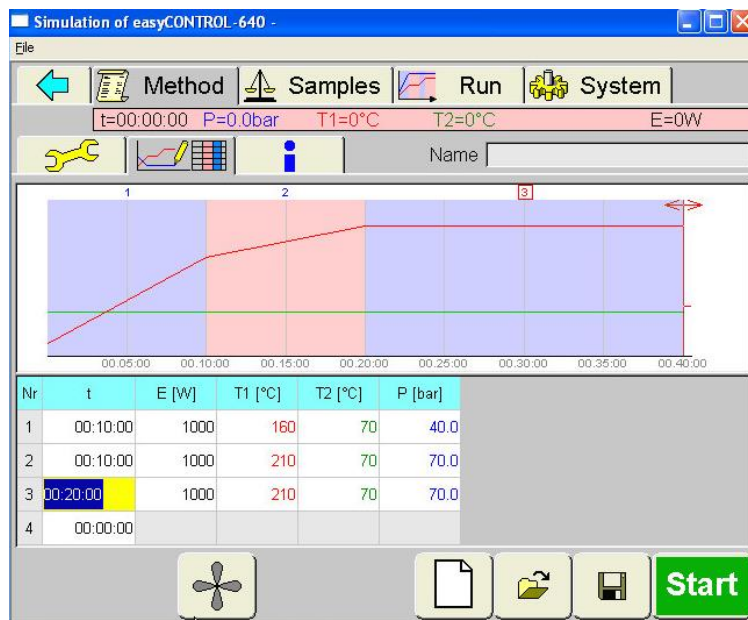 Simulation of easyCONTROL-640 -
File
Method Samples Run System
t=00:00:00 P=0.0bar T1=0°C T2=0°C E=0W
Name
1 2 3
00.05:00 00.10:00 00.15:00 00.20:00 00.25:00 00.30:00 00.35:00 00.40:00
Nr t E [W] T1 [°C] T2 [°C] P [bar]
1 00:10:00 1000 160 70 40.0
2 00:10:00 1000 210 70 70.0
3 00:20:00 1000 210 70 70.0
4 00:00:00
Start